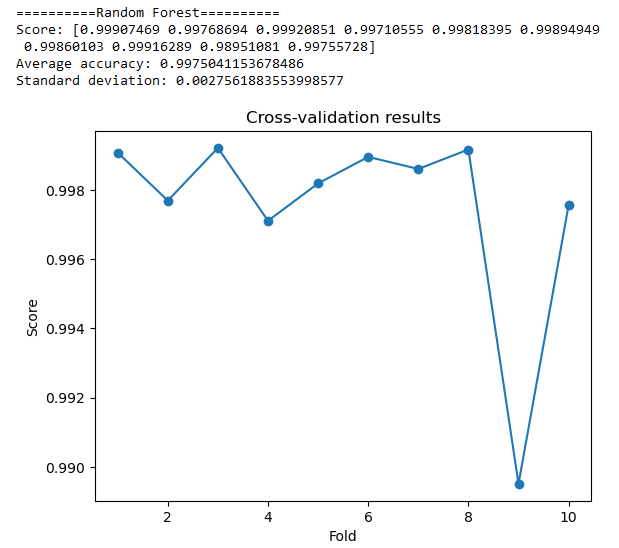 ==========Random Forest==========
Score: [0.99907469 0.99768694 0.99920851 0.99710555 0.99818395 0.99894949
0.99860103 0.99916289 0.98951081 0.99755728]
Average accuracy: 0.9975041153678486
Standard deviation: 0.0027561883553998577
Cross-validation results
0.998
0.996
0.994
0.992
0.990
Score
2 4 6 8 10
Fold